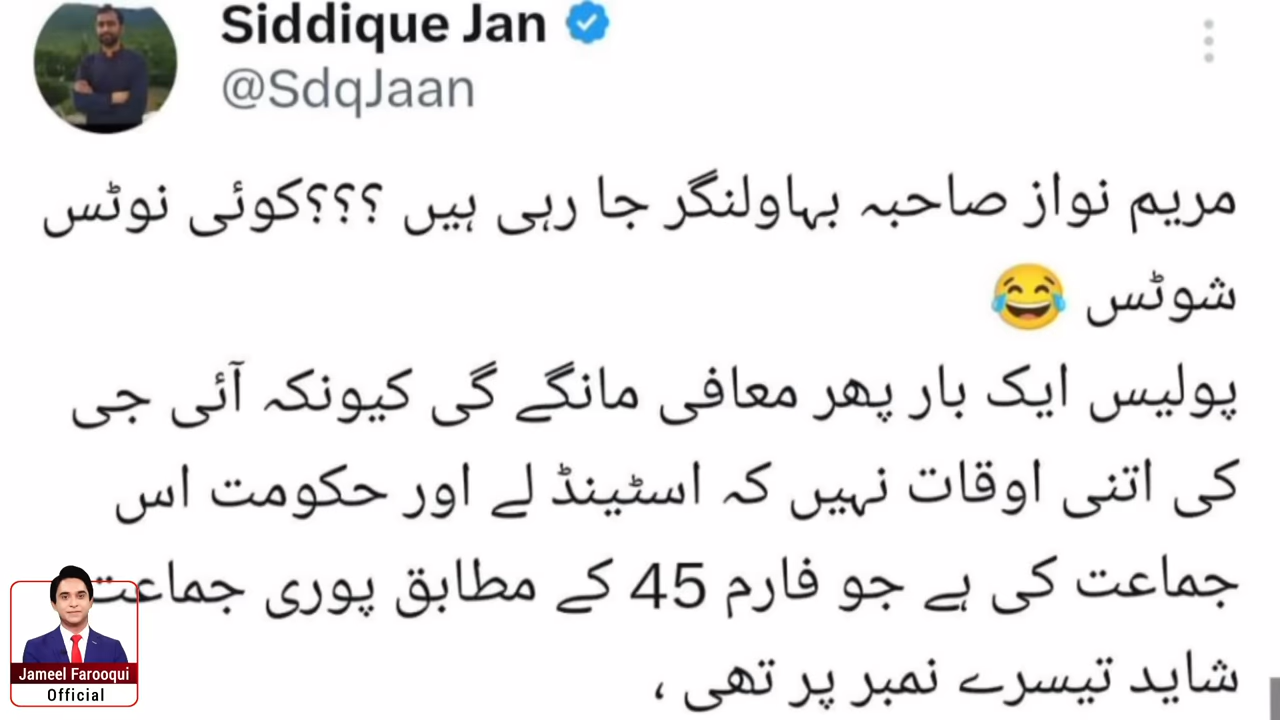 Siddique Jan
@SdqJaan
مریم نواز صاحبہ بہاولنگر جا رہی ہیں ؟؟؟کوئی نوٹس
شوٹس 😂
پولیس ایک بار پھر معافی مانگے گی کیونکہ آئی جی
کی اتنی اوقات نہیں کہ اسٹینڈ لے اور حکومت اس
جماعت کی ہے جو فارم 45 کے مطابق پوری جماعت
شاید تیسرے نمبر پر تھی ،
Jameel Farooqui
Official